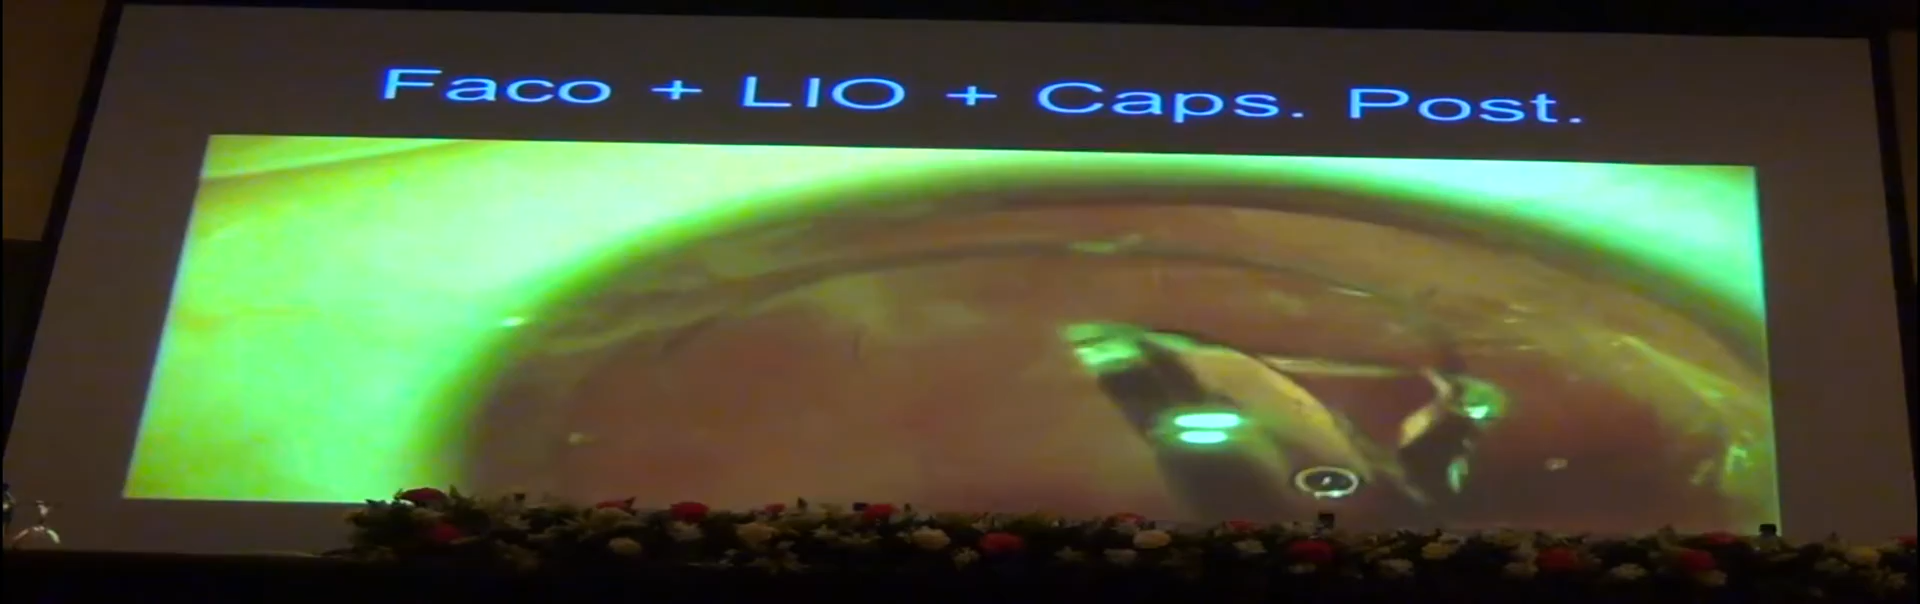 Faco + LIO + Caps. Post.